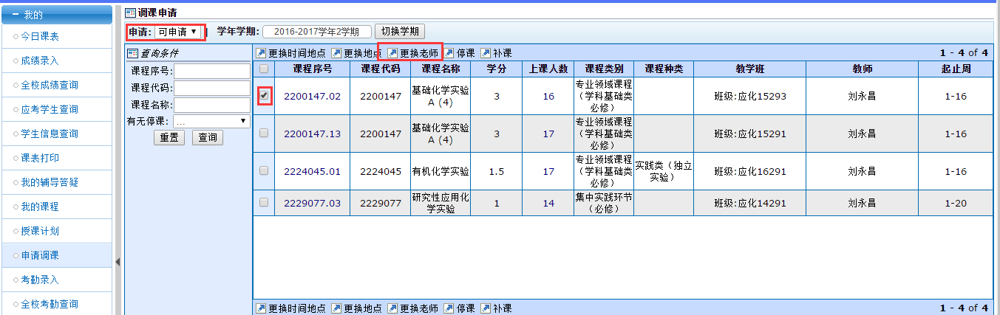 我的
今日课表
成绩录入
全校成绩查询
应考学生查询
学生信息查询
课表打印
我的辅导答疑
我的课程
授课计划
申请调课
考勤录入
全校考勤查询
调课申请
申请: 可申请 学年学期: 2016-2017学年2学期 切换学期
查询条件
课程序号:
课程代码:
课程名称:
有无停课: ...
重置 查询
更换时间地点 更换地点 更换老师 停课 补课 1 - 4 of 4
课程序号 课程代码 课程名称 学分 上课人数 课程类别 课程种类 教学班 教师 起止周
2200147.02 2200147 基础化学实验A (4) 3 16 专业领域课程（学科基础类必修） 班级:应化15293 刘永昌 1-16
2200147.13 2200147 基础化学实验A (4) 3 17 专业领域课程（学科基础类必修） 班级:应化15291 刘永昌 1-16
2224045.01 2224045 有机化学实验 1.5 17 专业领域课程（学科基础类必修） 实践类（独立实验） 班级:应化16291 刘永昌 1-16
2229077.03 2229077 研究性应用化学实验 1 14 集中实践环节（必修） 班级:应化14291 刘永昌 1-20
更换时间地点 更换地点 更换老师 停课 补课 1 - 4 of 4